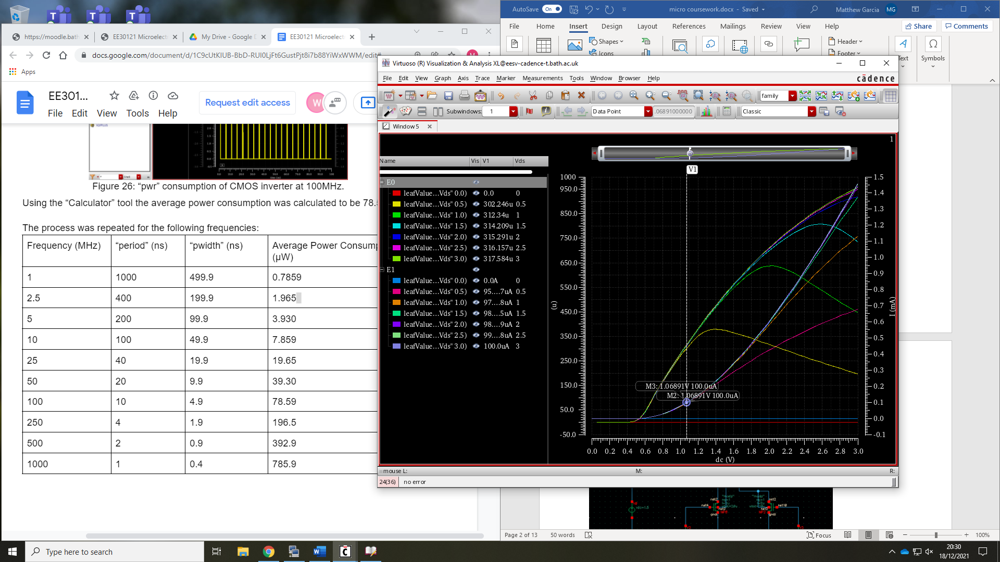 AutoSave On
micro coursework.docx - Saved
Matthew Garcia MG
File Home Insert Design Layout References Mailings Review View Help Share Comments
Shapes
Icons
Header
Footer
Text
Symbols
https://moodle.bath
EE30121 Microelect
My Drive - Google D
EE30121 Microelect
docs.google.com/document/d/1C9cUtKIUB-BbD-RUI0LjFt6GustPjt8i7b88YiWxWWM/edit#
Apps
EE301...
File Edit View Tools Help
Request edit access
Figure 26: “pwr” consumption of CMOS inverter at 100MHz.
Using the “Calculator” tool the average power consumption was calculated to be 78.
The process was repeated for the following frequencies:
Frequency (MHz) “period” (ns) “pwidth” (ns) Average Power Consump
(µW)
1 1000 499.9 0.7859
2.5 400 199.9 1.965
5 200 99.9 3.930
10 100 49.9 7.859
25 40 19.9 19.65
50 20 9.9 39.30
100 10 4.9 78.59
250 4 1.9 196.5
500 2 0.9 392.9
1000 1 0.4 785.9
Virtuoso (R) Visualization & Analysis XL@eesv-cadence-t.bath.ac.uk
File Edit View Graph Axis Trace Marker Measurements Tools Window Browser Help
cādence
family
Subwindows: 1
Data Point
.06891000000
Classic
Window 5
1
Name Vis V1 Vds
E0
leafValue...Vds" 0.0) 0.0 0
leafValue...Vds" 0.5) 302.246u 0.5
leafValue...Vds" 1.0) 312.34u 1
leafValue...Vds" 1.5) 314.209u 1.5
leafValue...Vds" 2.0) 315.291u 2
leafValue...Vds" 2.5) 316.157u 2.5
leafValue...Vds" 3.0) 317.584u 3
E1
leafValue...Vds" 0.0) 0.0A 0
leafValue...Vds" 0.5) 95....7uA 0.5
leafValue...Vds" 1.0) 97....8uA 1
leafValue...Vds" 1.5) 98....5uA 1.5
leafValue...Vds" 2.0) 98....9uA 2
leafValue...Vds" 2.5) 99....8uA 2.5
leafValue...Vds" 3.0) 100.0uA 3
V1
1000
950.0
850.0
750.0
650.0
550.0
450.0
350.0
250.0
150.0
50.0
-50.0
(u)
M3: 1.06891V 100.0uA
M2: 1.06891V 100.0uA
1.5
1.4
1.3
1.2
1.1
1.0
0.9
0.8
0.7
0.6
0.5
0.4
0.3
0.2
0.1
0.0
-0.1
I (mA)
0.0 0.2 0.4 0.6 0.8 1.0 1.2 1.4 1.6 1.8 2.0 2.2 2.4 2.6 2.8 3.0
dc (V)
mouse L: M: R:
24(36) no error
Page 2 of 13 50 words Focus 100%
Type here to search
20:30
18/12/2021